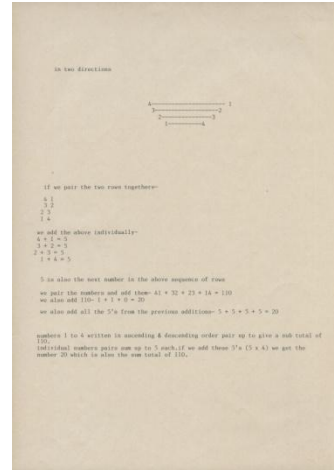 in two directions
4------------------ 1
3---------------2
2------------3
1---------4
if we pair the two rows togethere-
4 1
3 2
2 3
1 4
we add the above individually-
4 + 1 = 5
3 + 2 = 5
2 + 3 = 5
1 + 4 = 5
5 is also the next number in the above sequence of rows
we pair the numbers and add them- 41 + 32 + 23 + 14 = 110
we also add 110- 1 + 1 + 0 = 20
we also add all the 5's from the previous additions- 5 + 5 + 5 + 5 = 20
numbers 1 to 4 written in ascending & descending order pair up to give a sub total of
110.
individual numbers pairs sum up to 5 each.if we add these 5's (5 x 4) we get the
number 20 which is also the sum total of 110.